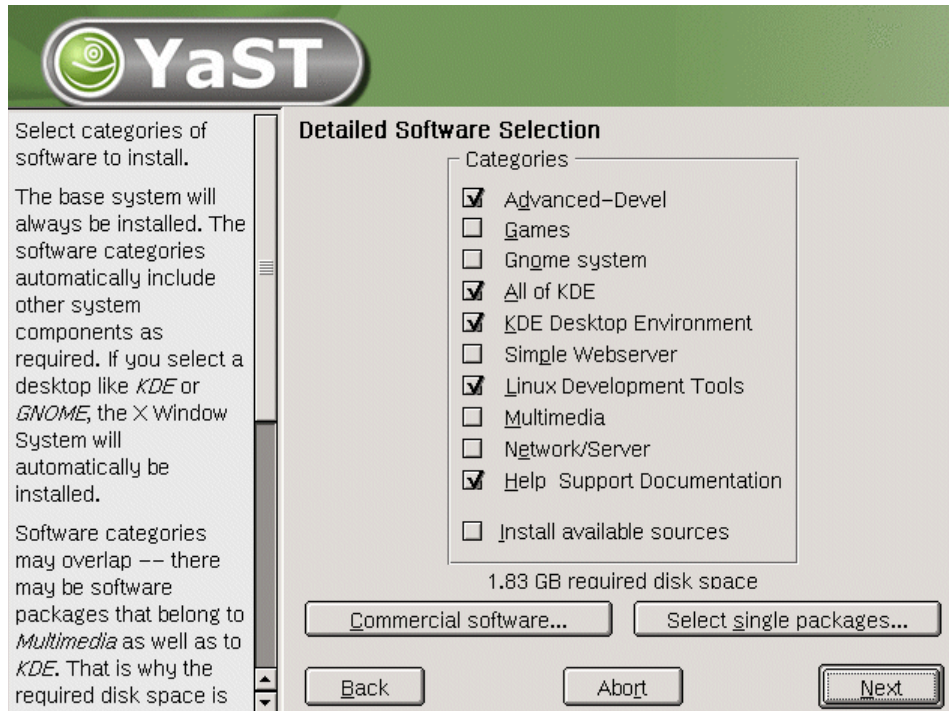 YaST
Select categories of
software to install.
The base system will
always be installed. The
software categories
automatically include
other system
components as
required. If you select a
desktop like KDE or
GNOME, the X Window
System will
automatically be
installed.
Software categories
may overlap -- there
may be software
packages that belong to
Multimedia as well as to
KDE. That is why the
required disk space is
Detailed Software Selection
Categories
Advanced-Devel
Games
Gnome system
All of KDE
KDE Desktop Environment
Simple Webserver
Linux Development Tools
Multimedia
Network/Server
Help Support Documentation
Install available sources
1.83 GB required disk space
Commercial software...
Select single packages...
Back
Abort
Next